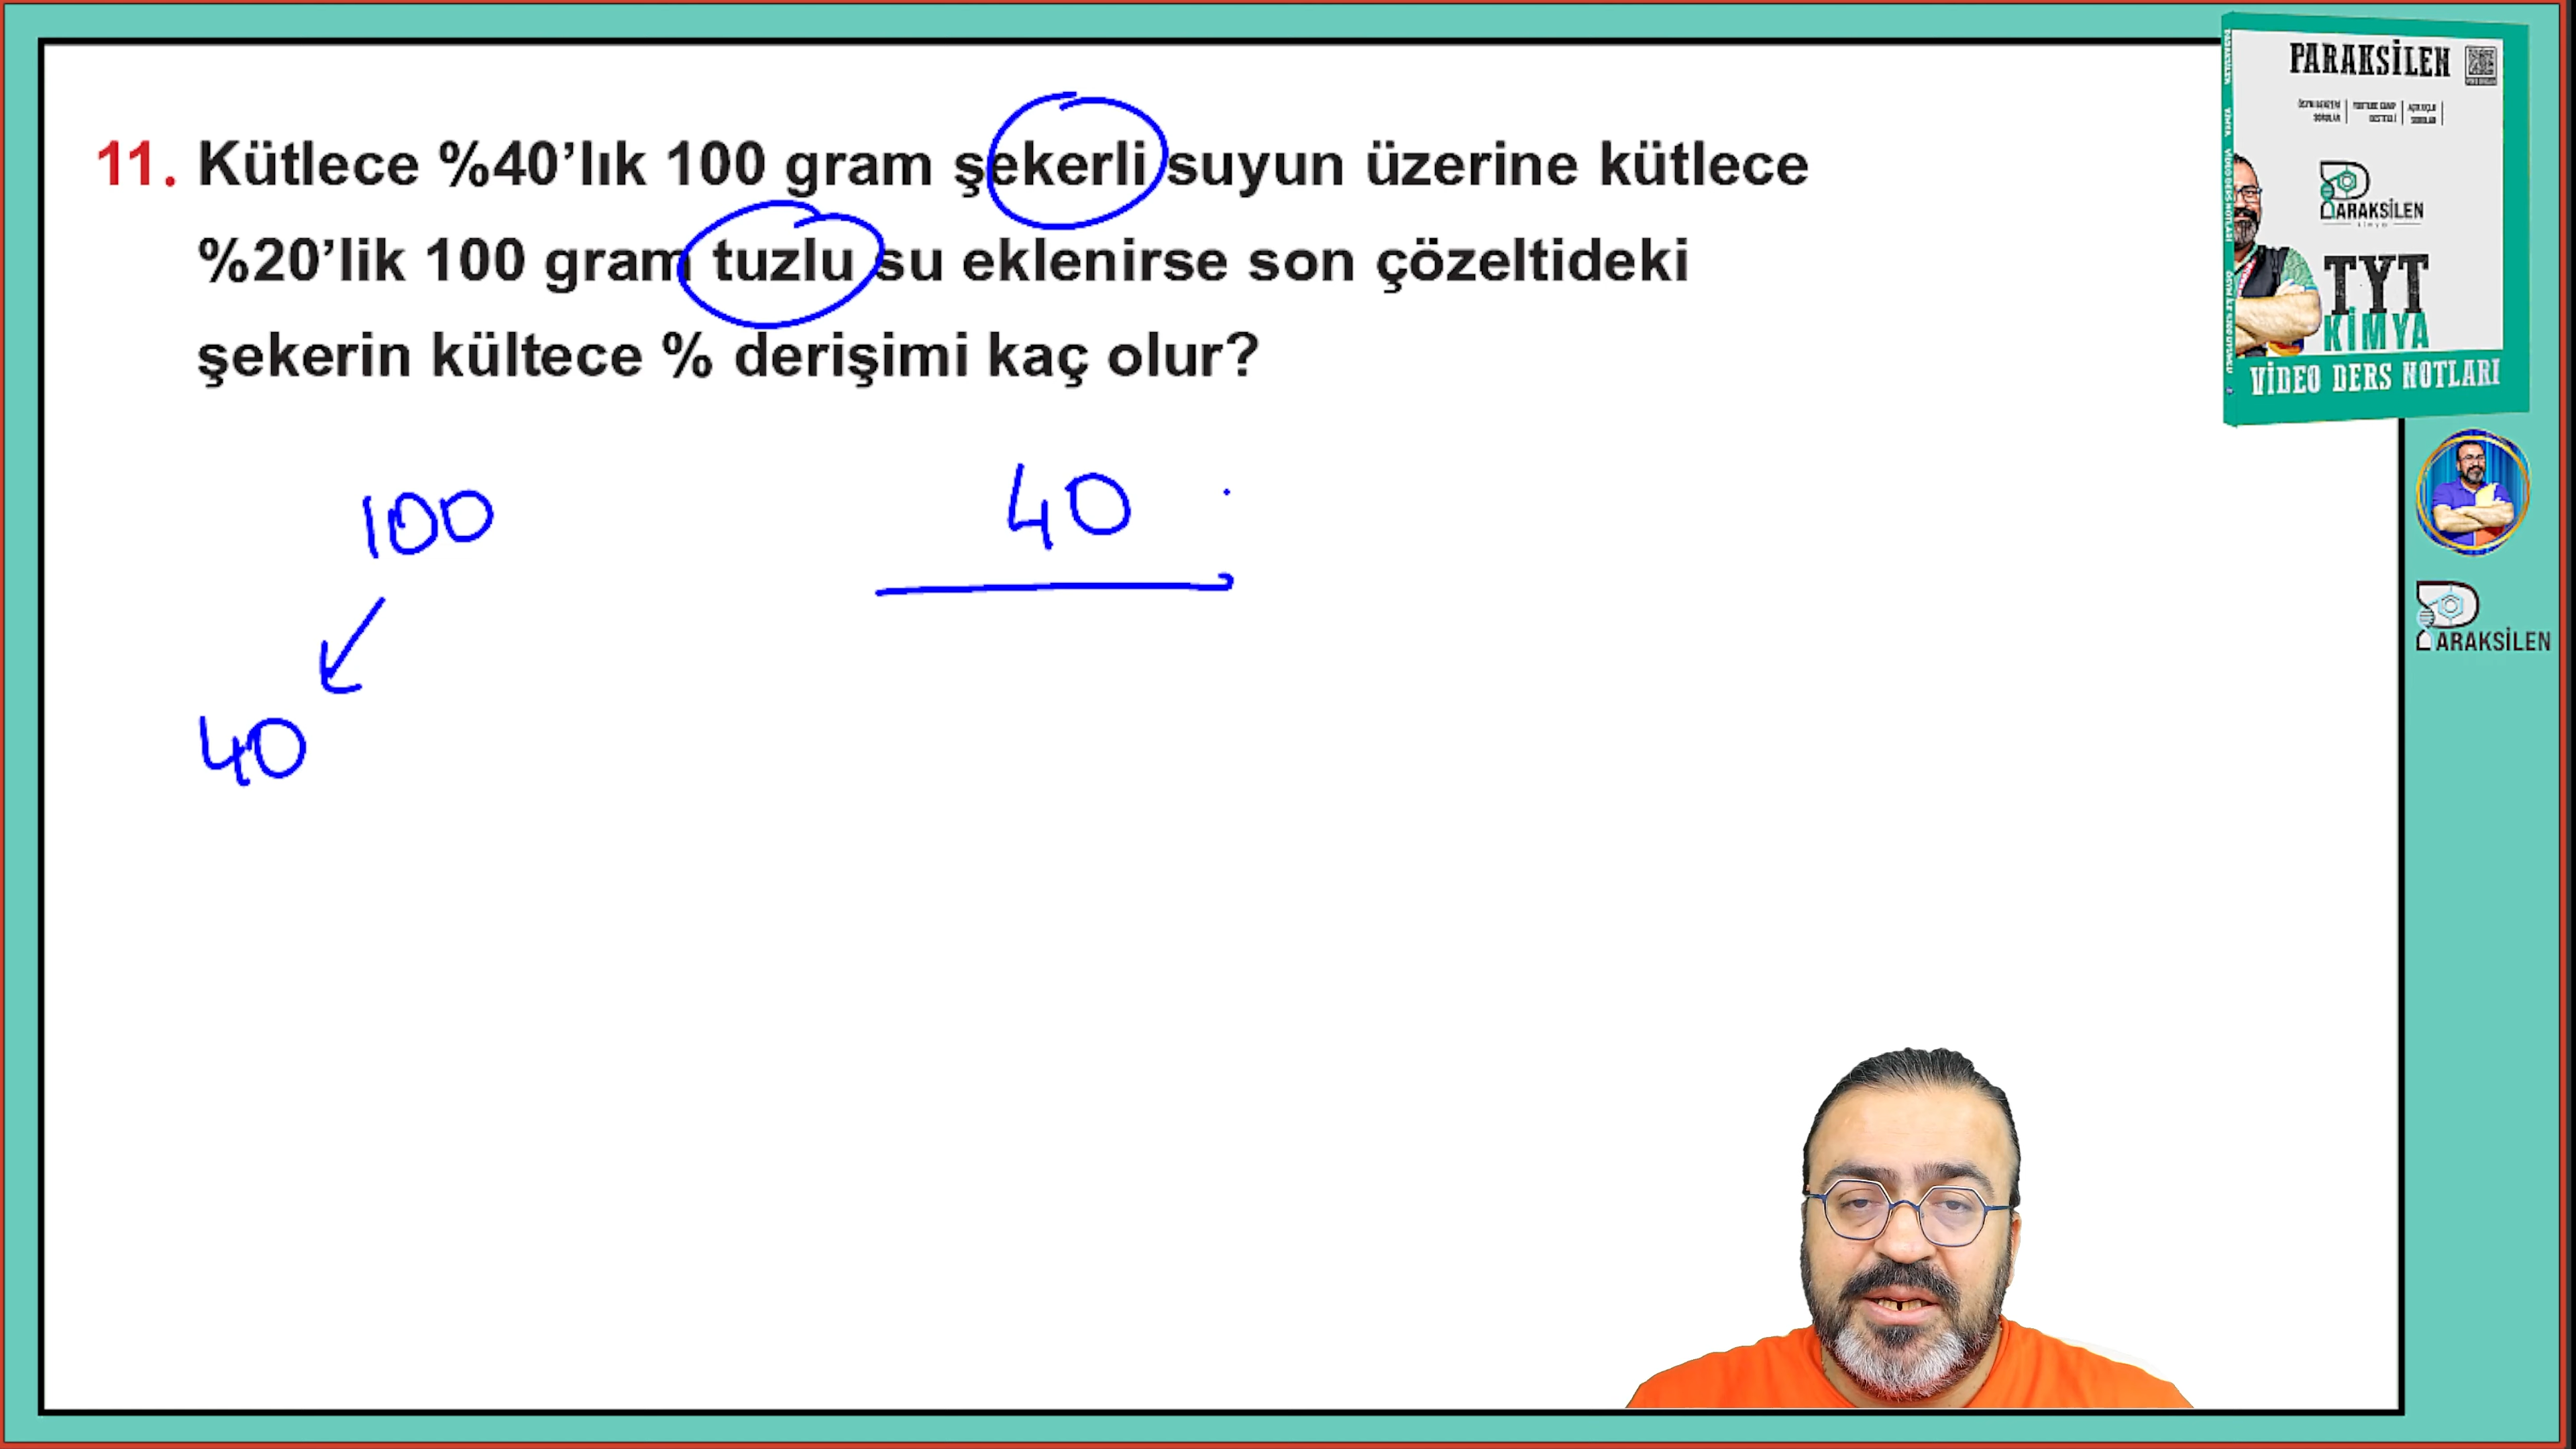 11. Kütlece %40’lık 100 gram şekerli suyun üzerine kütlece
%20’lik 100 gram tuzlu su eklenirse son çözeltideki
şekerin kültece % derişimi kaç olur?
100
40
40
PARAKSİLEN
ARAKSİLEN
TYT
KİMYA
VİDEO DERS NOTLARI
ARAKSİLEN